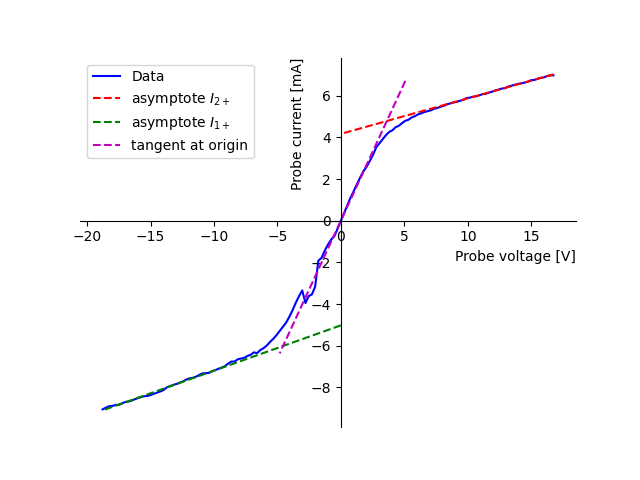 Data
asymptote I2+
asymptote I1+
tangent at origin
Probe current [mA]
6
4
2
0
−2
−4
−6
−8
−20 −15 −10 −5 0 5 10 15
Probe voltage [V]